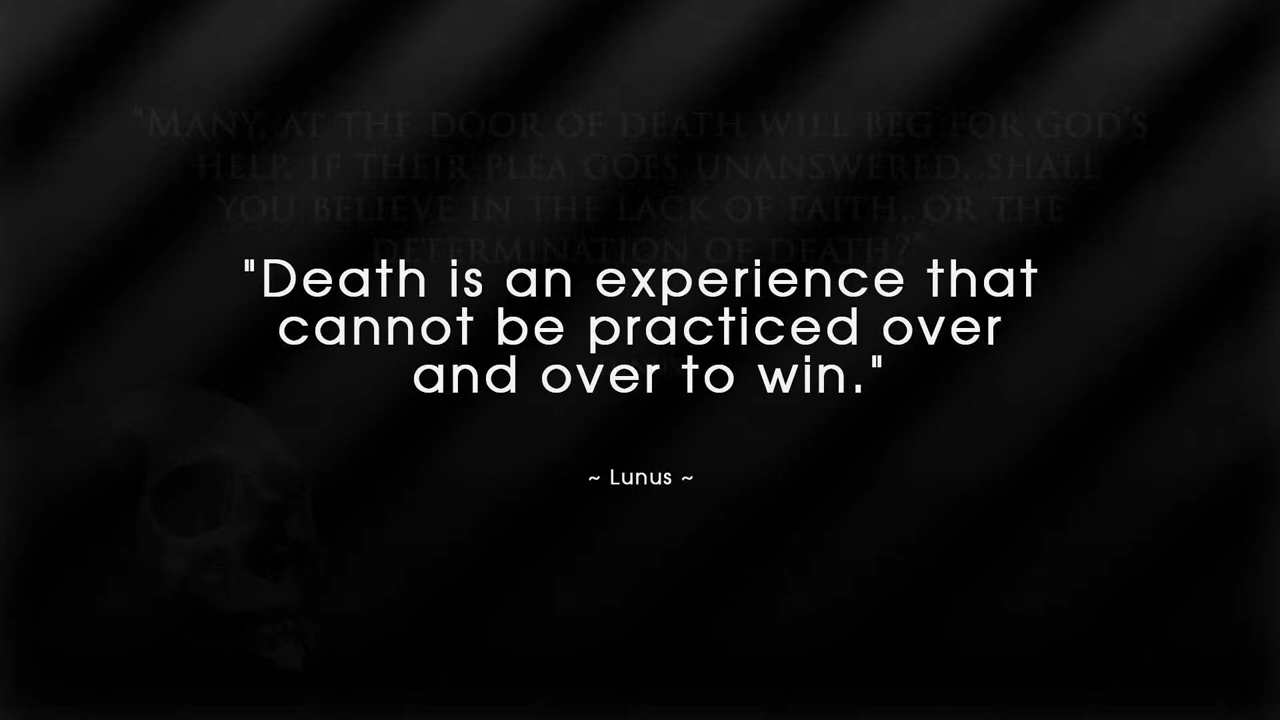 "MANY, AT THE DOOR OF DEATH WILL BEG FOR GOD'S
HELP. IF THEIR PLEA GOES UNANSWERED, SHALL
YOU BELIEVE IN THE LACK OF FAITH, OR THE
DETERMINATION OF DEATH?"
"Death is an experience that
cannot be practiced over
and over to win."
~ Lunus ~